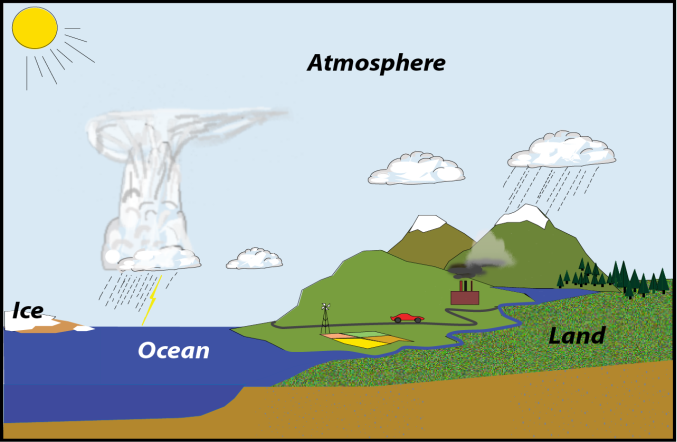 Atmosphere
Ice
Ocean
Land